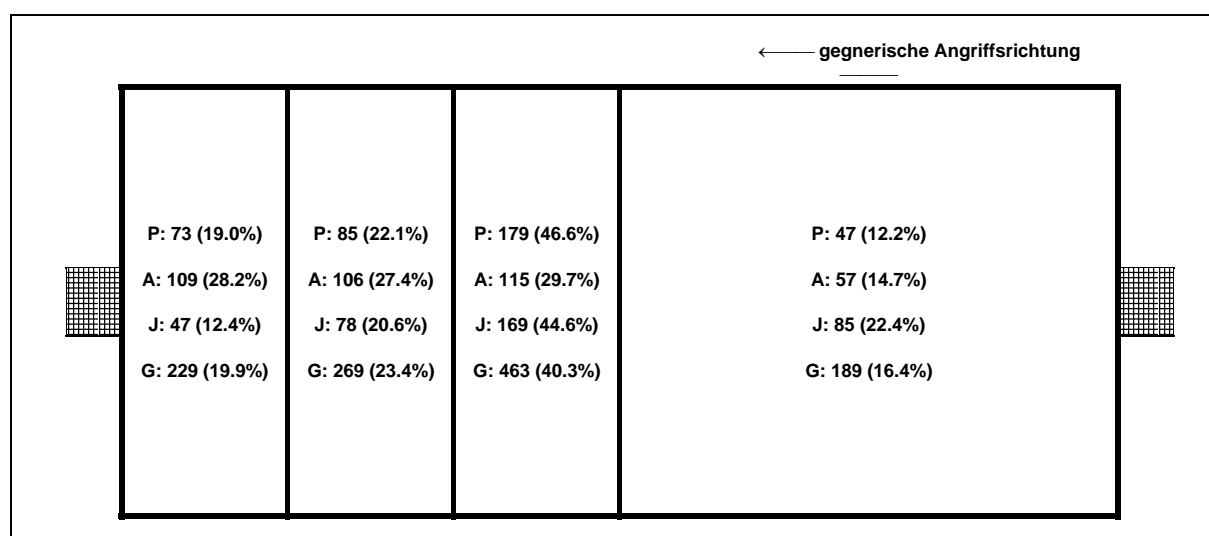 ← gegnerische Angriffsrichtung
P: 73 (19.0%) P: 85 (22.1%) P: 179 (46.6%) P: 47 (12.2%)
A: 109 (28.2%) A: 106 (27.4%) A: 115 (29.7%) A: 57 (14.7%)
J: 47 (12.4%) J: 78 (20.6%) J: 169 (44.6%) J: 85 (22.4%)
G: 229 (19.9%) G: 269 (23.4%) G: 463 (40.3%) G: 189 (16.4%)